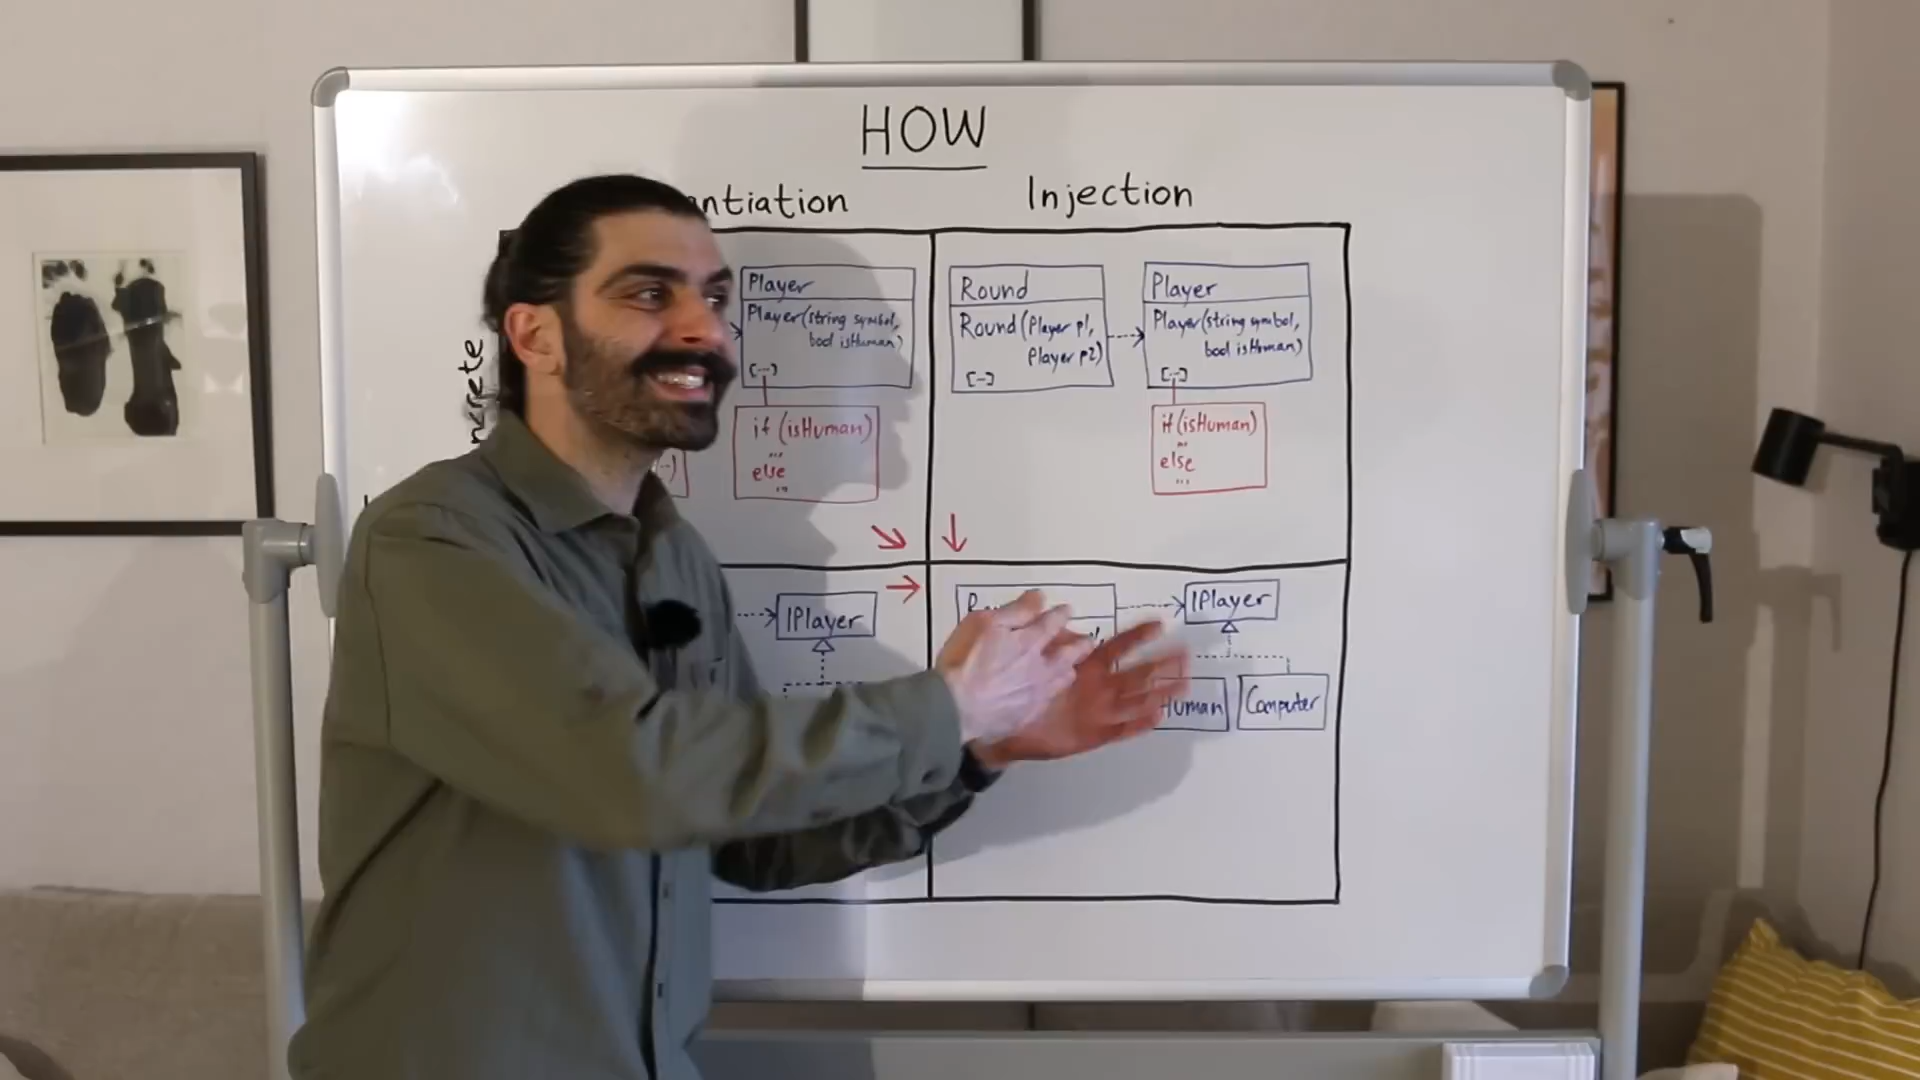 HOW
antiation
Injection
ncrete
Player
Player(string symbol,
bool isHuman)
[...]
if (isHuman)
...
else
...
Round
Round(Player p1,
Player p2)
[...]
Player
Player(string symbol,
bool isHuman)
[...]
if (isHuman)
...
else
...
IPlayer
IPlayer
Human
Computer